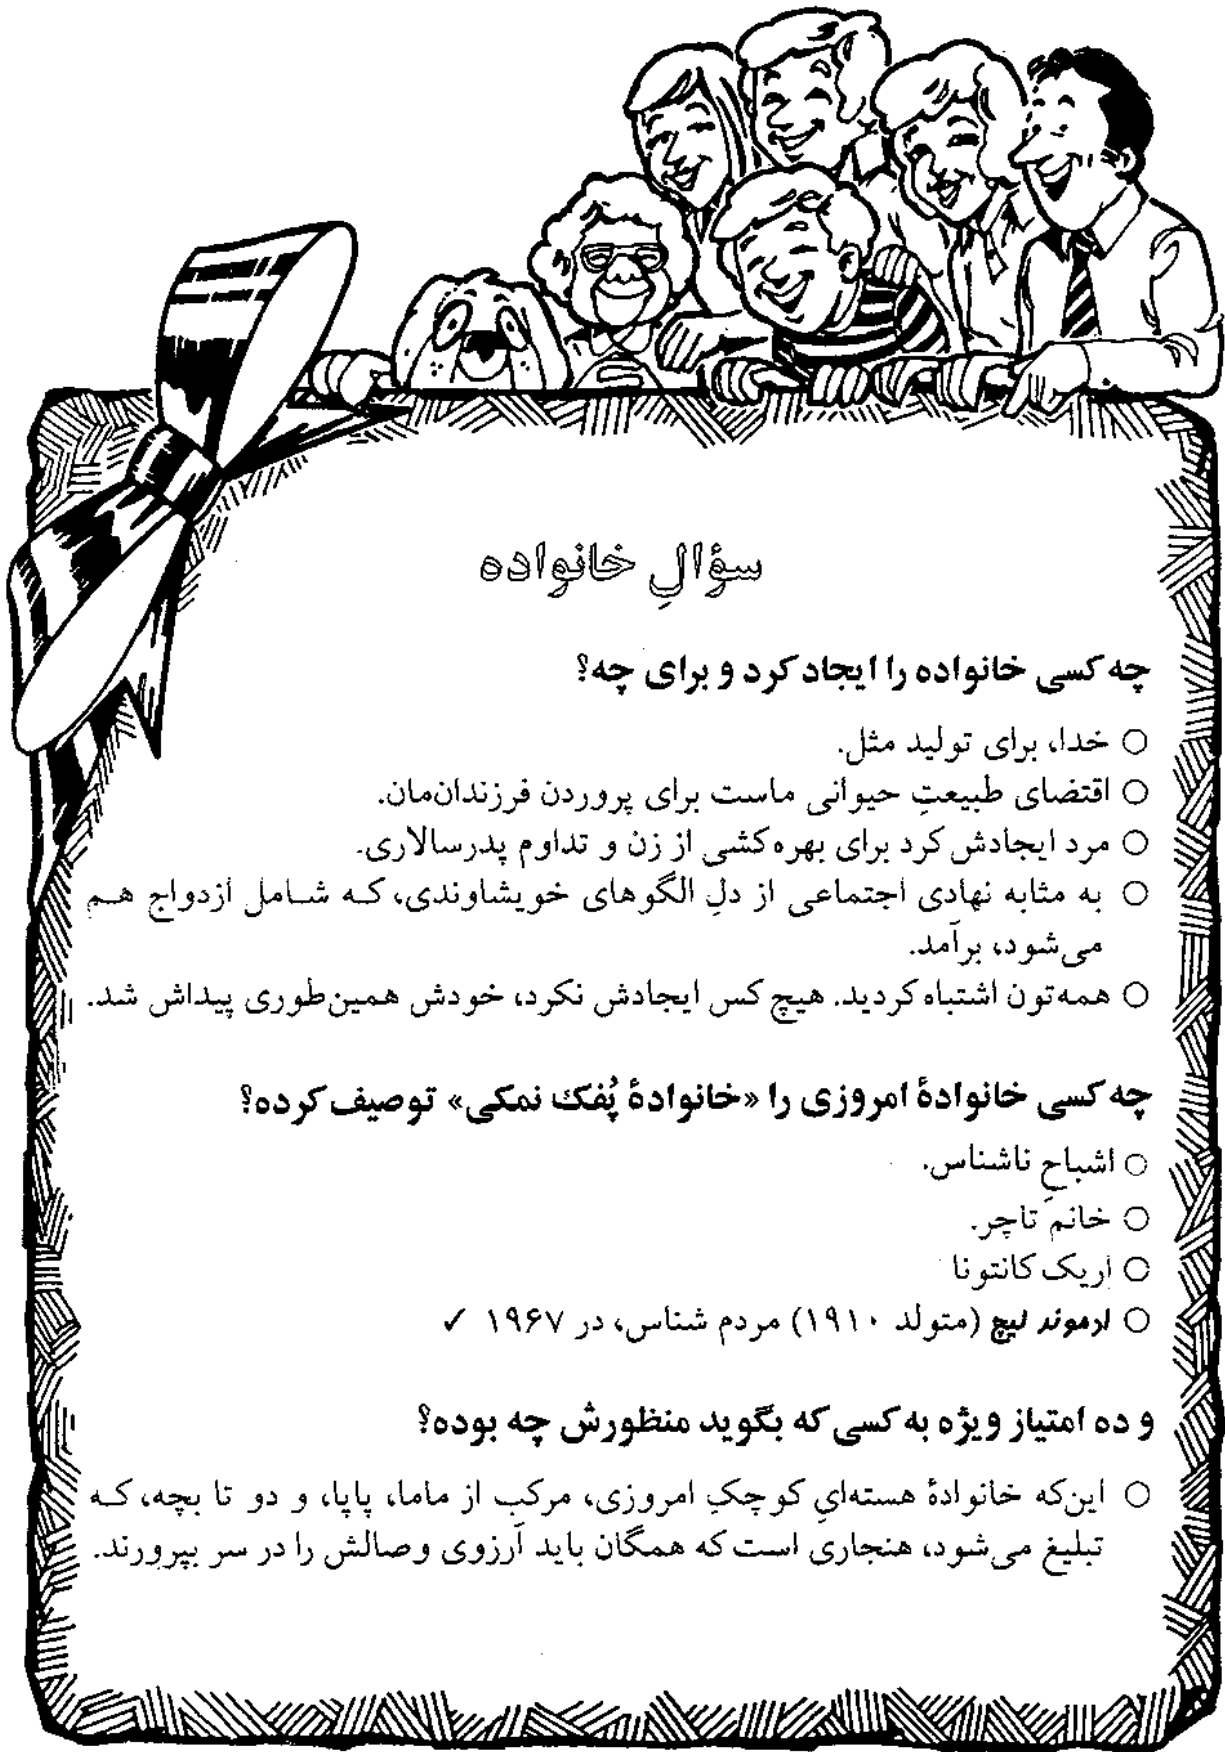 سؤالِ خانواده
چه کسی خانواده را ایجاد کرد و برای چه؟
○ خدا، برای تولید مثل.
○ اقتضای طبیعتِ حیوانی ماست برای پروردن فرزندان‌مان.
○ مرد ایجادش کرد برای بهره‌کشی از زن و تداوم پدرسالاری.
○ به مثابه نهادی اجتماعی از دلِ الگوهای خویشاوندی، که شامل ازدواج هم
می‌شود، برآمد.
○ همه‌تون اشتباه کردید. هیچ کس ایجادش نکرد، خودش همین‌طوری پیداش شد.
چه کسی خانوادهٔ امروزی را «خانوادهٔ پُفک نمکی» توصیف کرده؟
○ اشباحِ ناشناس.
○ خانم تاچر.
○ اریک کانتونا
○ ادموند لیچ (متولد ۱۹۱۰) مردم شناس، در ۱۹۶۷ ✓
و ده امتیاز ویژه به کسی که بگوید منظورش چه بوده؟
○ این‌که خانوادهٔ هسته‌ایِ کوچکِ امروزی، مرکب از ماما، پاپا، و دو تا بچه، که
تبلیغ می‌شود، هنجاری است که همگان باید آرزوی وصالش را در سر بپرورند.